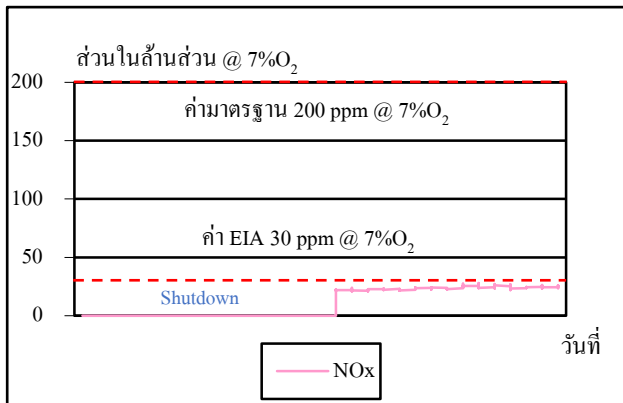 ส่วนในล้านส่วน @ 7%O₂
200
ค่ามาตรฐาน 200 ppm @ 7%O₂
150
100
ค่า EIA 30 ppm @ 7%O₂
50
Shutdown
0
วันที่
NOx